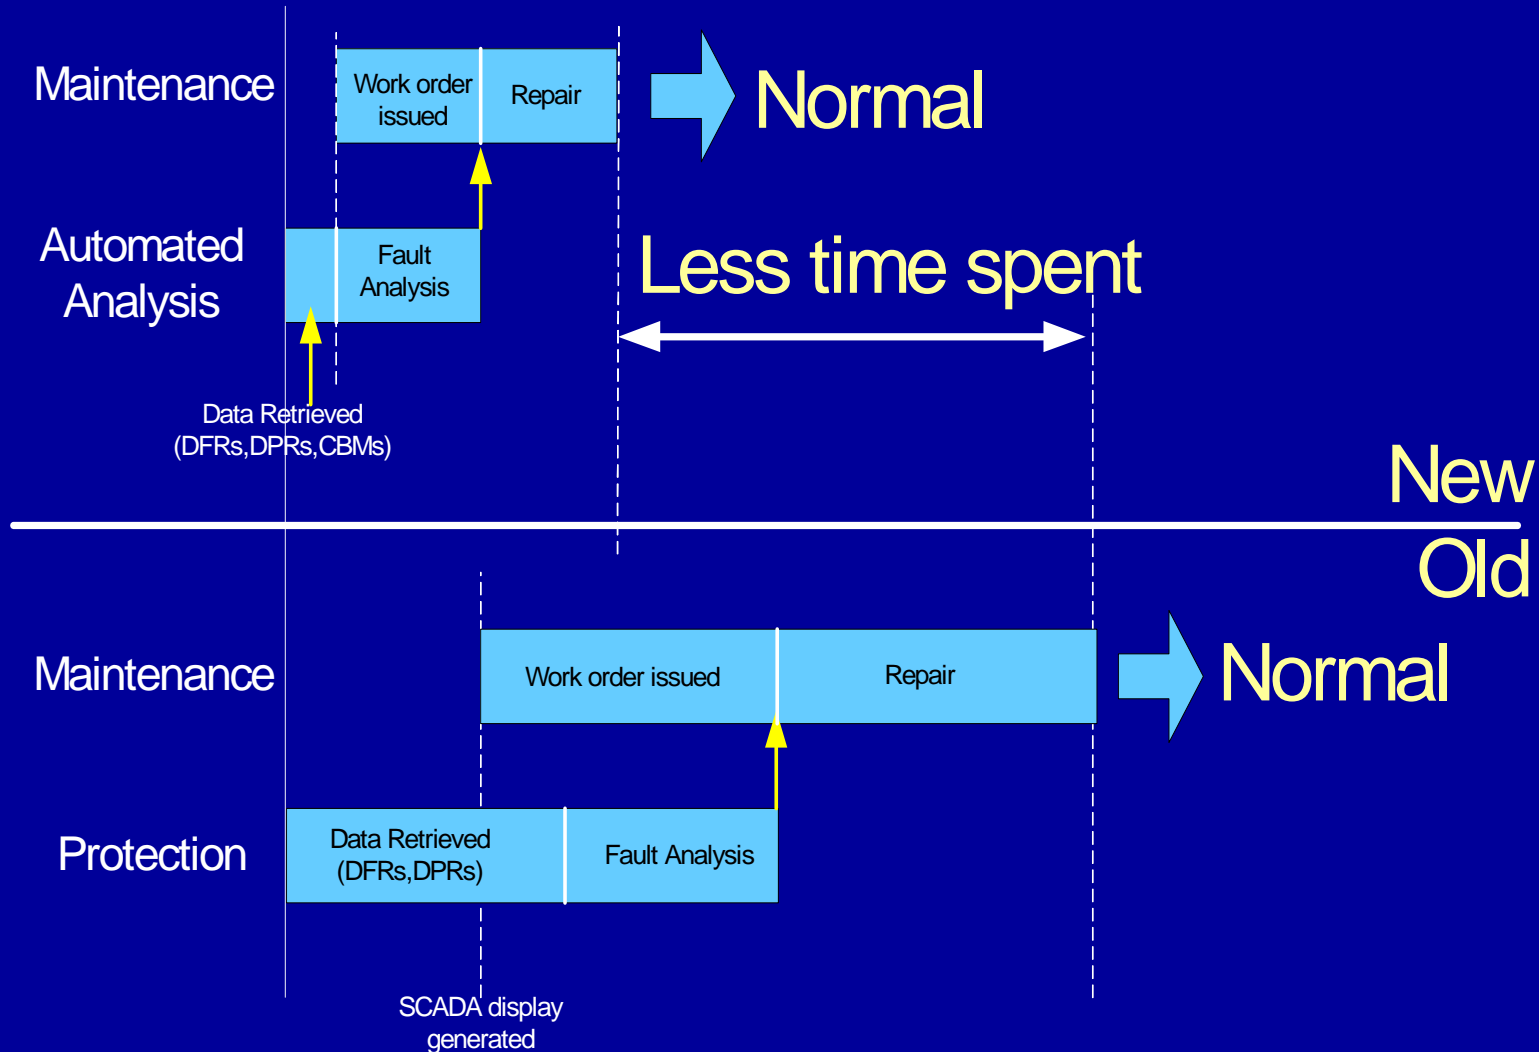 Maintenance
Work order
issued
Repair
Normal
Automated
Analysis
Fault
Analysis
Less time spent
Data Retrieved
(DFRs,DPRs,CBMs)
New
Old
Maintenance
Work order issued
Repair
Normal
Protection
Data Retrieved
(DFRs,DPRs)
Fault Analysis
SCADA display
generated